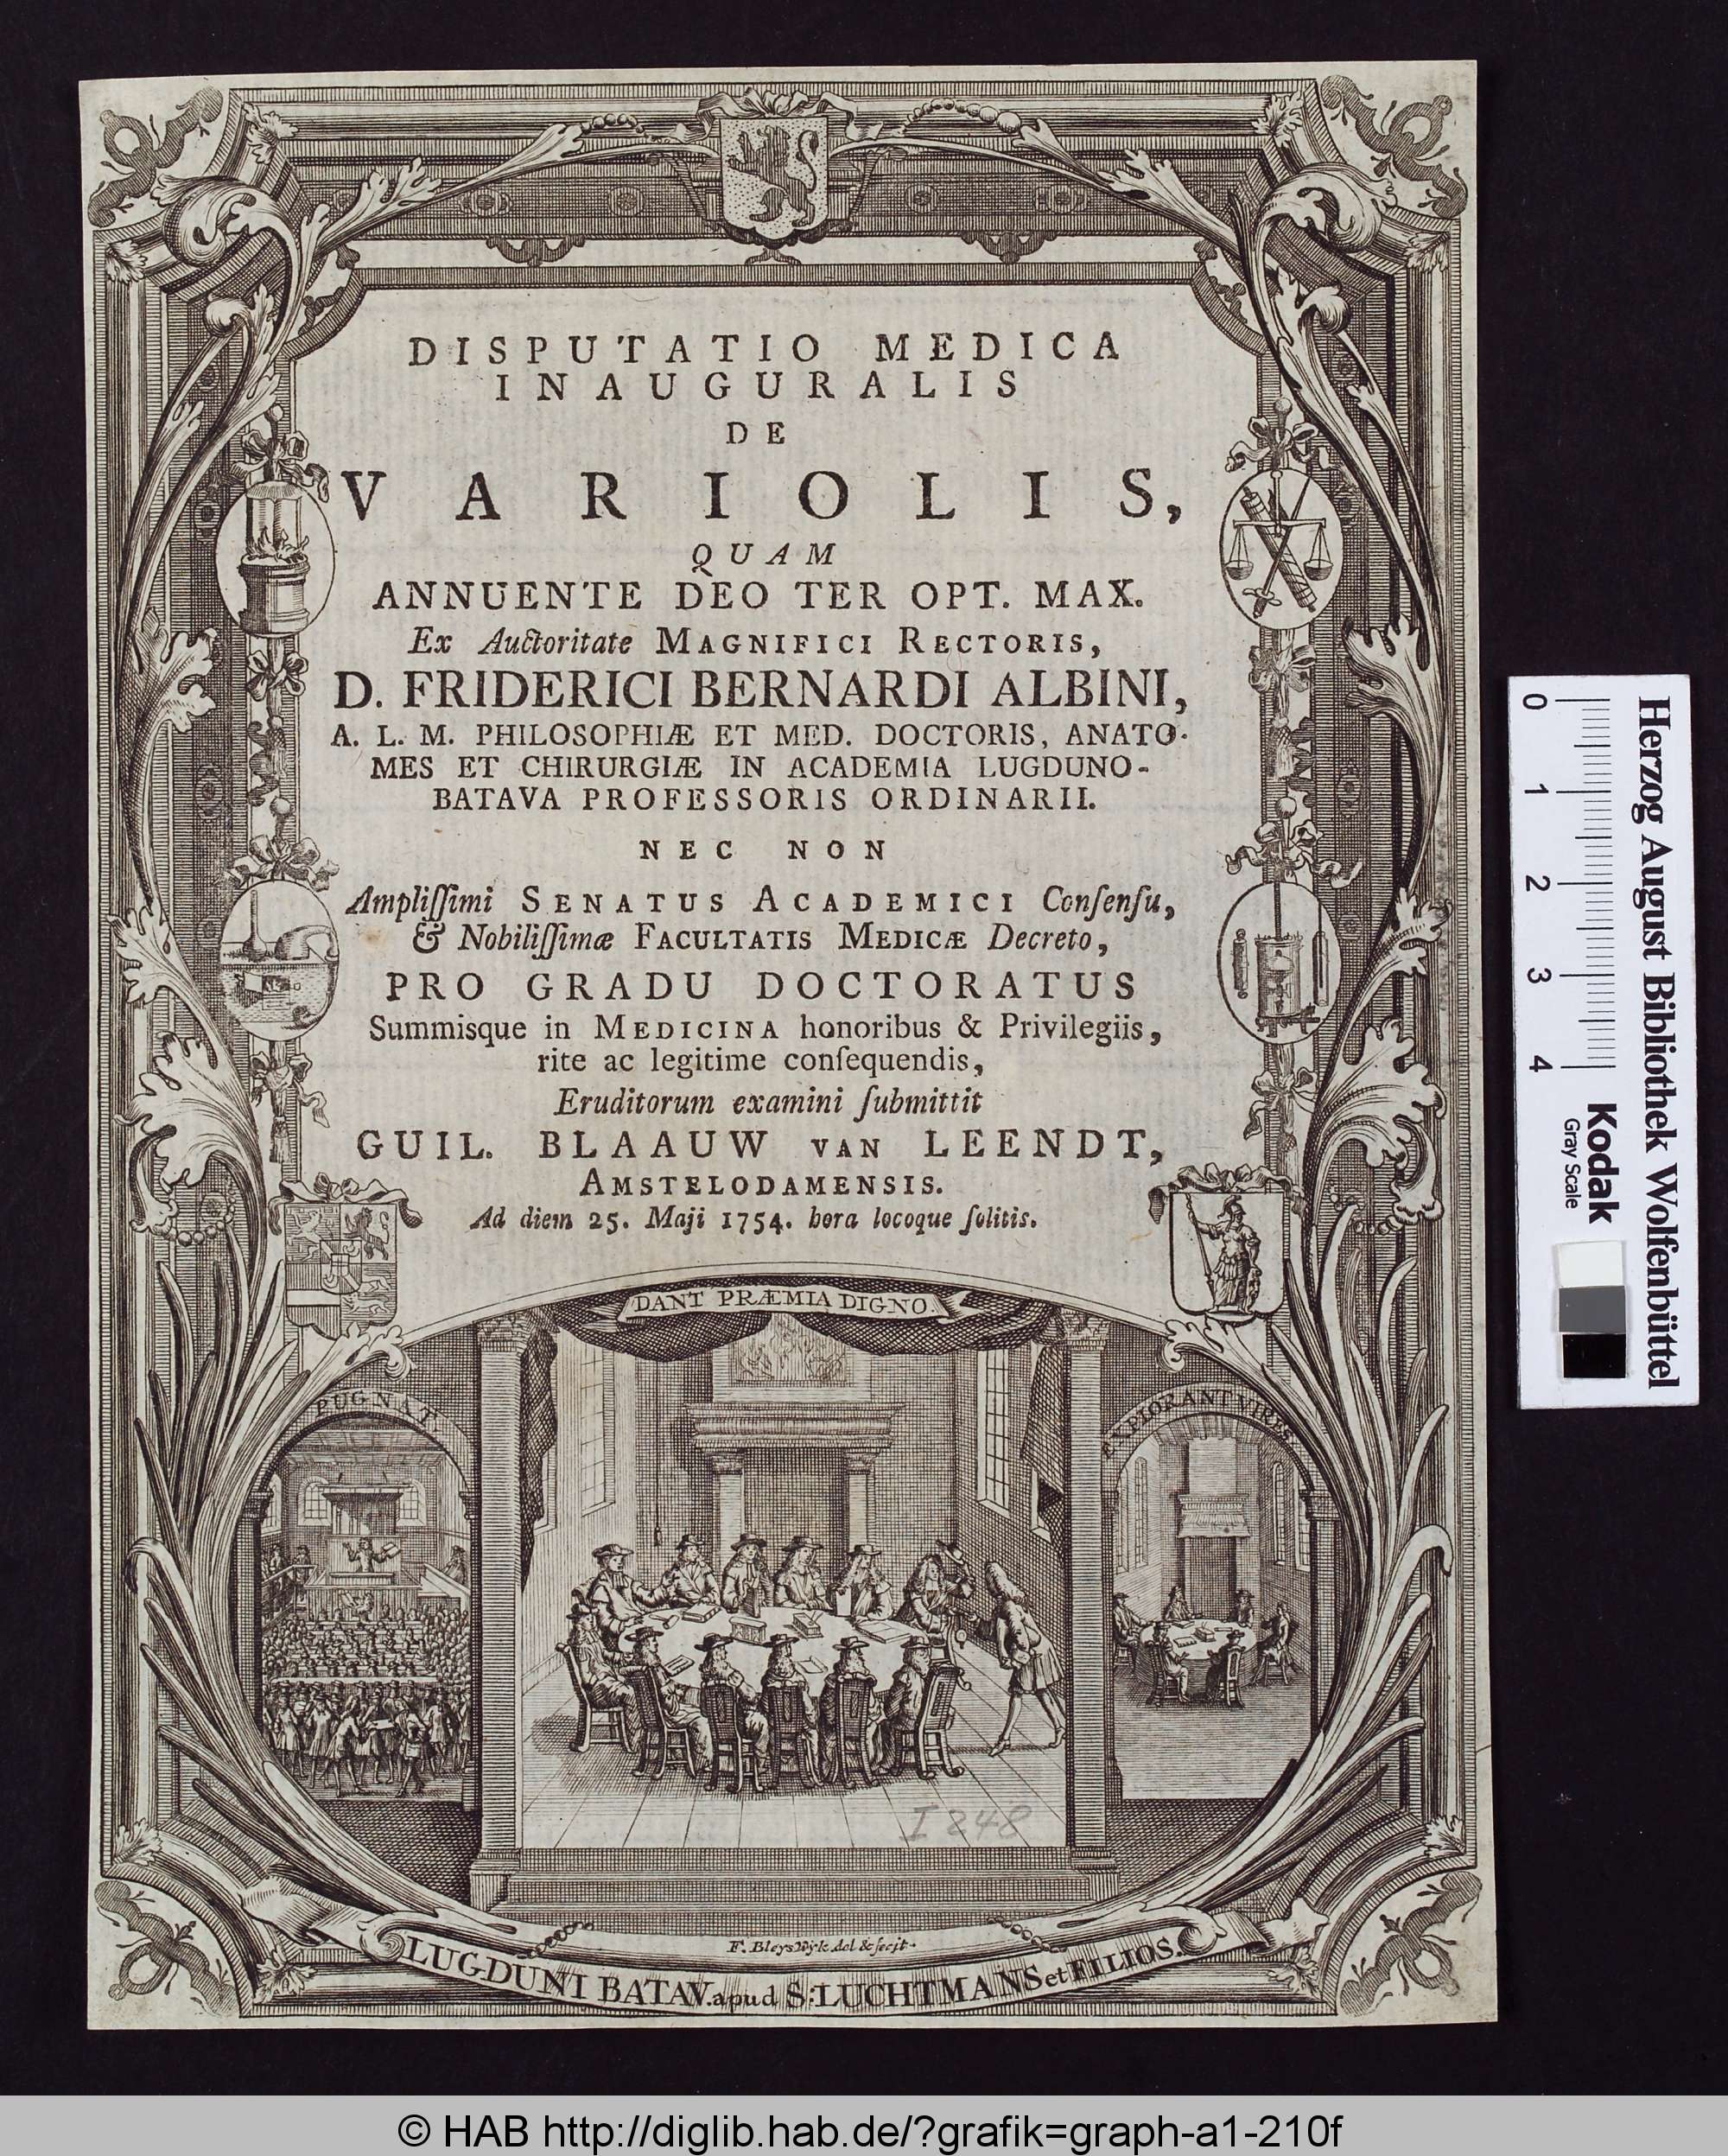 DISPUTATIO MEDICA
INAUGURALIS
DE
VARIOLIS,
QUAM
ANNUENTE DEO TER OPT. MAX.
Ex Auctoritate MAGNIFICI RECTORIS,
D. FRIDERICI BERNARDI ALBINI,
A. L. M. PHILOSOPHIÆ ET MED. DOCTORIS, ANATO-
MES ET CHIRURGIÆ IN ACADEMIA LUGDUNO-
BATAVA PROFESSORIS ORDINARII.
NEC NON
Ampliſſimi SENATUS ACADEMICI Conſenſu,
& Nobiliſſimæ FACULTATIS MEDICÆ Decreto,
PRO GRADU DOCTORATUS
Summisque in MEDICINA honoribus & Privilegiis,
rite ac legitime conſequendis,
Eruditorum examini ſubmittit
GUIL. BLAAUW VAN LEENDT,
AMSTELODAMENSIS.
Ad diem 25. Maji 1754. hora locoque ſolitis.
DANT PRÆMIA DIGNO.
PUGNAT
EXPLORANT VIRES
I 248
F. Bleyswyk del & fecit.
LUGDUNI BATAV. apud S: LUCHTMANS et FILIOS.
Herzog August Bibliothek Wolfenbüttel
Kodak
Gray Scale
0 1 2 3 4
© HAB http://diglib.hab.de/?grafik=graph-a1-210f